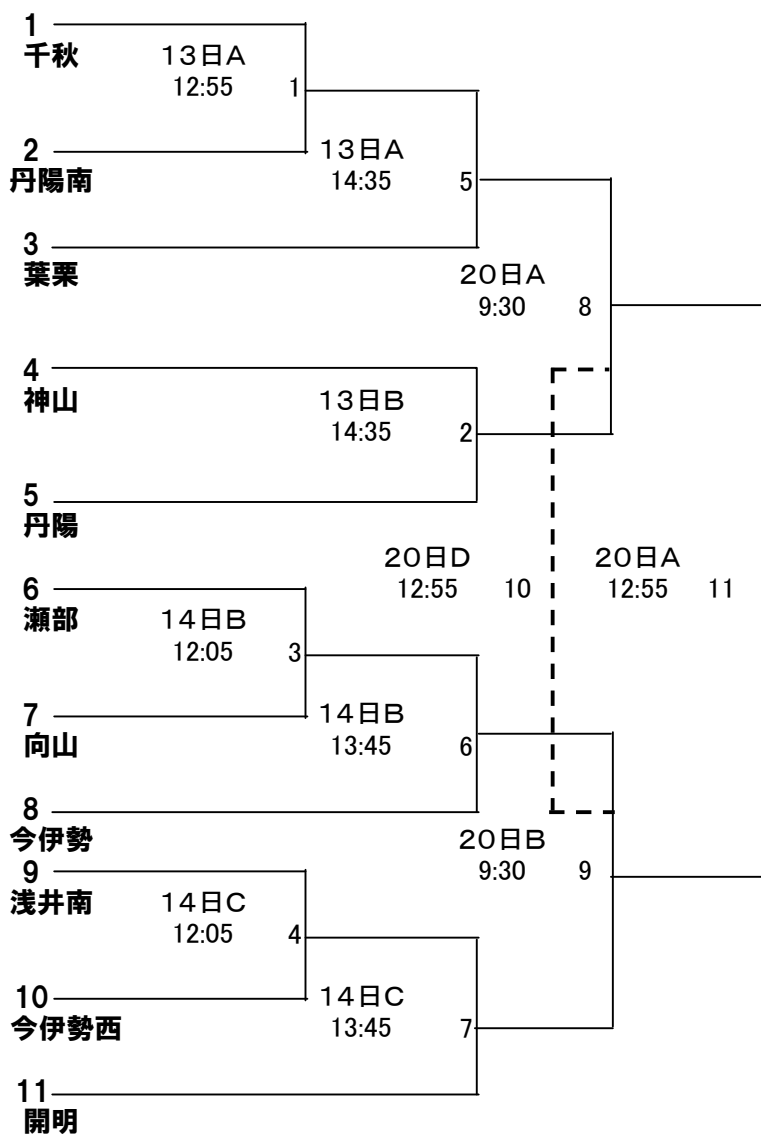 1
千秋
13日A
12:55 1
2
丹陽南
13日A
14:35 5
3
葉栗
20日A
9:30 8
4
神山
13日B
14:35 2
5
丹陽
20日D
12:55 10
20日A
12:55 11
6
瀬部
14日B
12:05 3
7
向山
14日B
13:45 6
8
今伊勢
20日B
9:30 9
9
浅井南
14日C
12:05 4
10
今伊勢西
14日C
13:45 7
11
開明